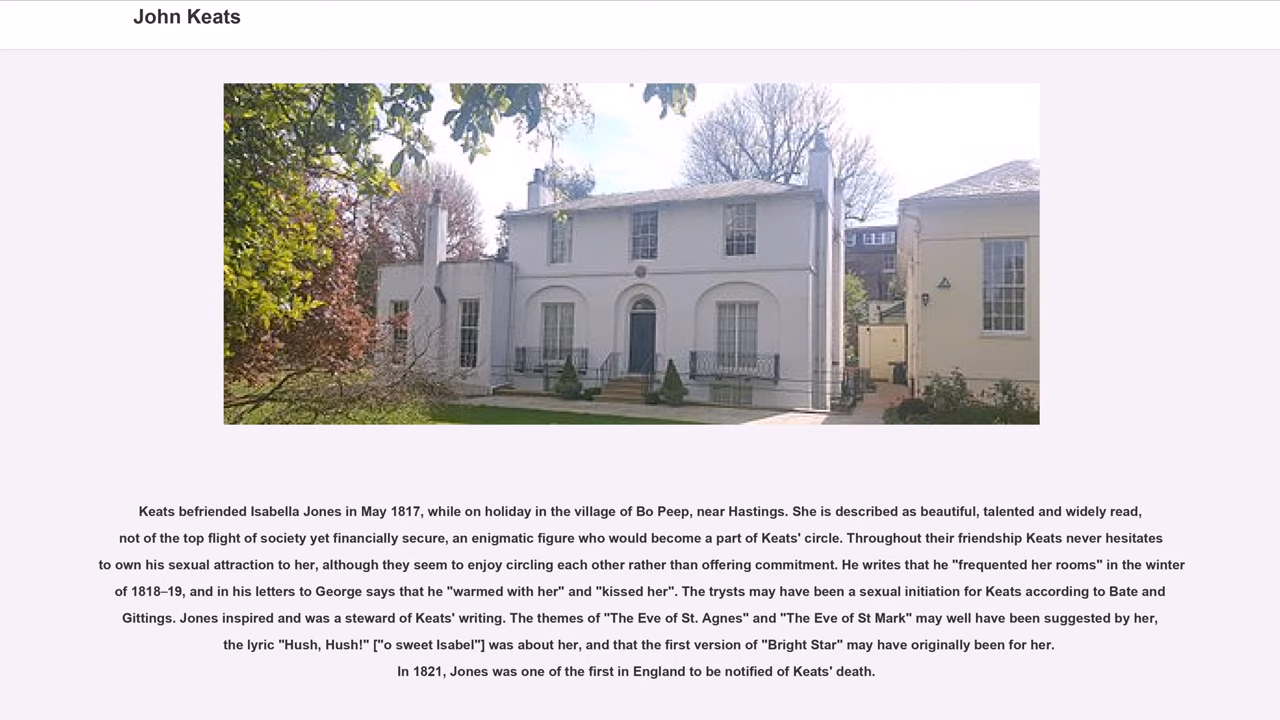 John Keats
Keats befriended Isabella Jones in May 1817, while on holiday in the village of Bo Peep, near Hastings. She is described as beautiful, talented and widely read,
not of the top flight of society yet financially secure, an enigmatic figure who would become a part of Keats' circle. Throughout their friendship Keats never hesitates
to own his sexual attraction to her, although they seem to enjoy circling each other rather than offering commitment. He writes that he "frequented her rooms" in the winter
of 1818–19, and in his letters to George says that he "warmed with her" and "kissed her". The trysts may have been a sexual initiation for Keats according to Bate and
Gittings. Jones inspired and was a steward of Keats' writing. The themes of "The Eve of St. Agnes" and "The Eve of St Mark" may well have been suggested by her,
the lyric "Hush, Hush!" ["o sweet Isabel"] was about her, and that the first version of "Bright Star" may have originally been for her.
In 1821, Jones was one of the first in England to be notified of Keats' death.